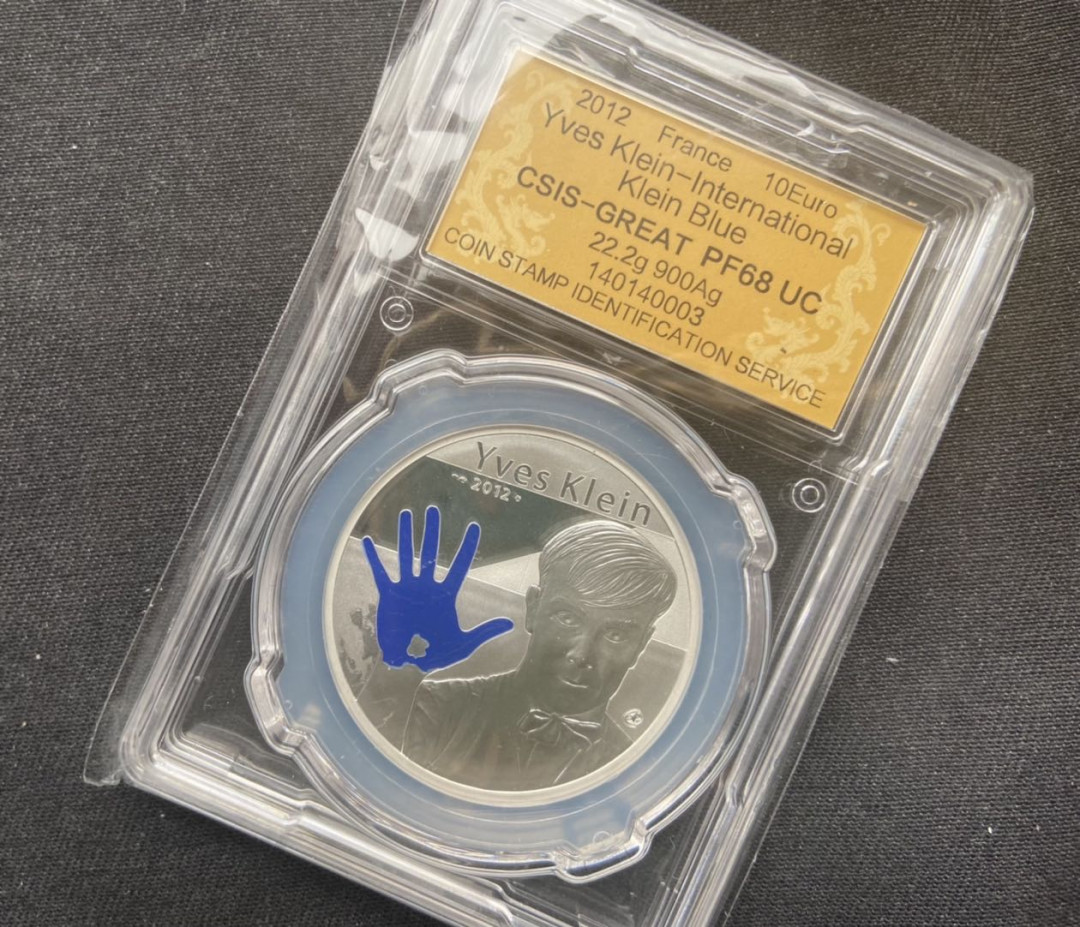 2012 France 10Euro
Yves Klein-International
Klein Blue
CSIS-GREAT PF68 UC
22.2g 900Ag
140140003
COIN STAMP IDENTIFICATION SERVICE
Yves Klein
2012